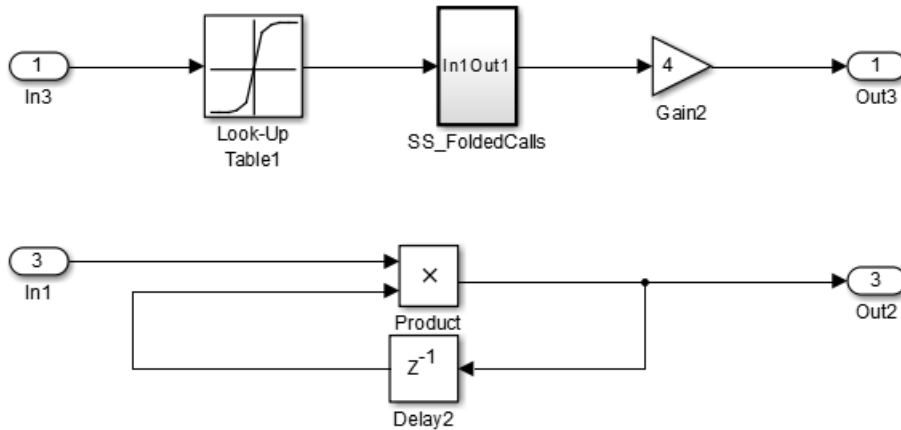 1
In3
Look-Up
Table1
In1Out1
SS_FoldedCalls
4
Gain2
1
Out3
3
In1
×
Product
Z-1
Delay2
3
Out2